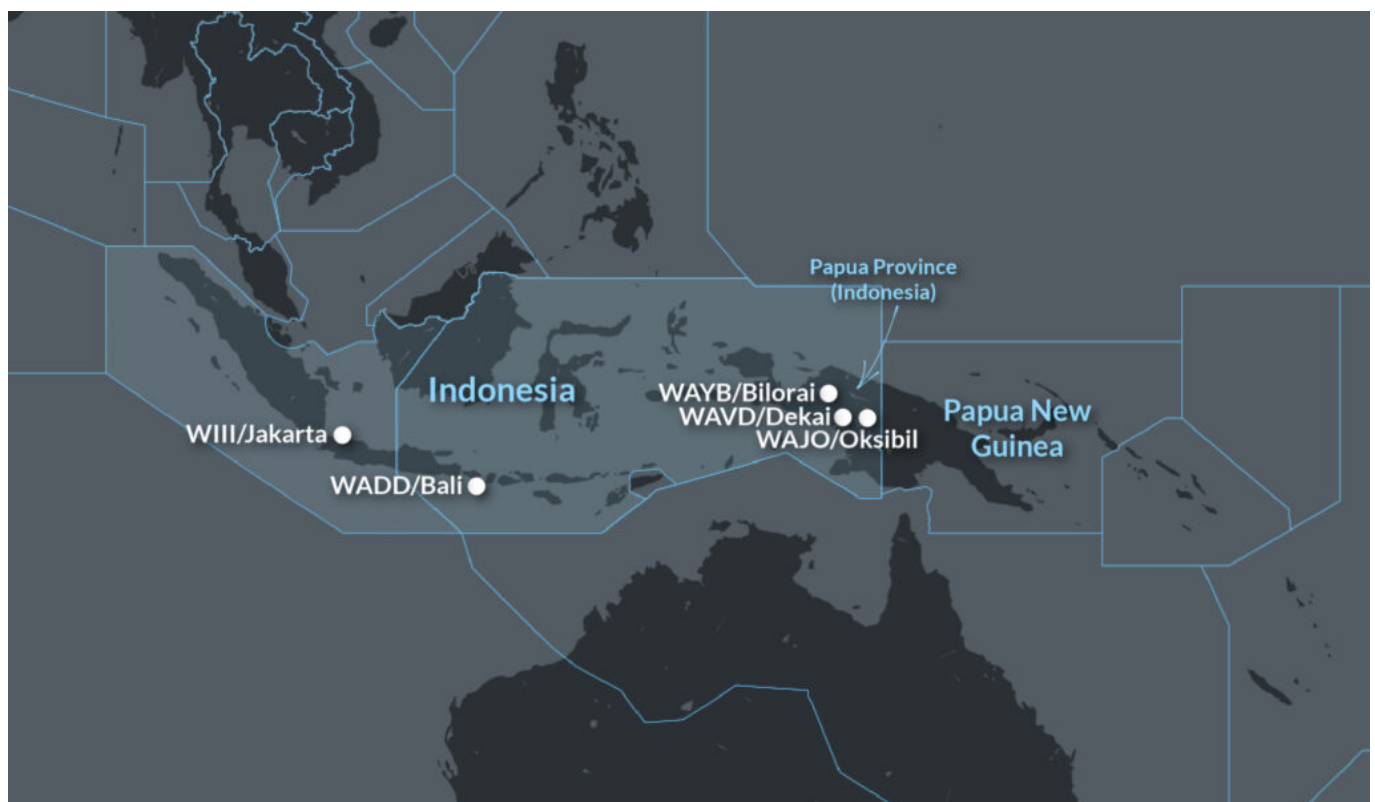 Papua Province
(Indonesia)
Indonesia
WAYB/Bilorai
WAVD/Dekai
WAJO/Oksibil
Papua New
Guinea
WIII/Jakarta
WADD/Bali